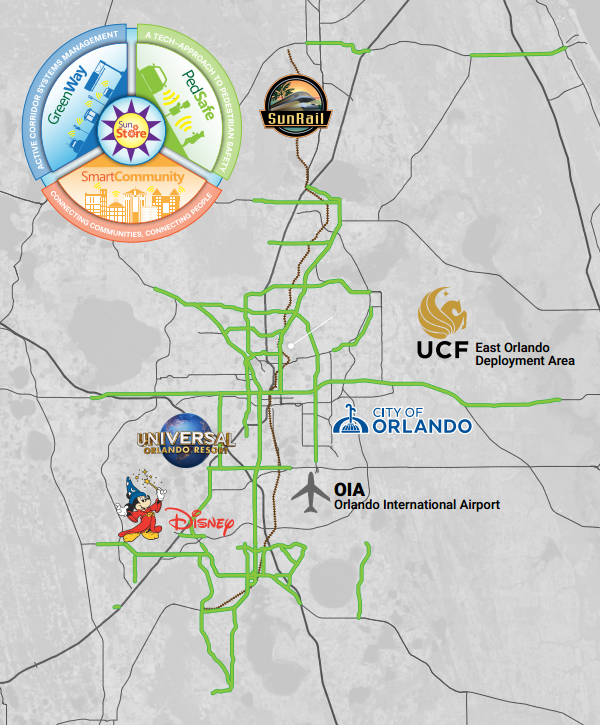 ACTIVE CORRIDOR SYSTEMS MANAGEMENT
A TECH-APPROACH TO PEDESTRIAN SAFETY
GreenWay
PedSafe
Sun
Store
SmartCommunity
CONNECTING COMMUNITIES, CONNECTING PEOPLE
SunRail
UCF
East Orlando
Deployment Area
CITY OF
ORLANDO
UNIVERSAL
ORLANDO RESORT
OIA
Orlando International Airport
Disney